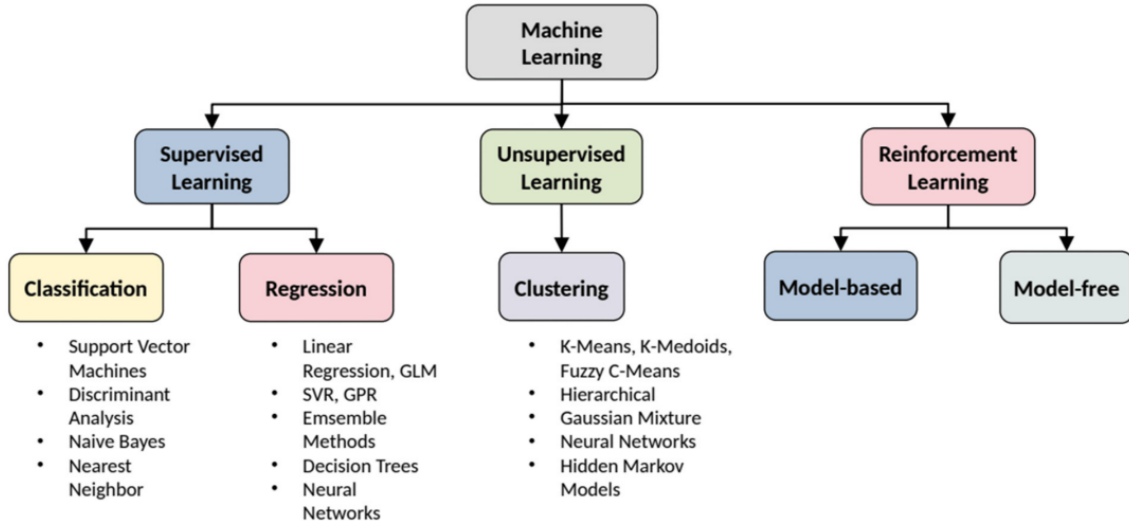 Machine
Learning
Supervised
Learning
Unsupervised
Learning
Reinforcement
Learning
Classification
Regression
Clustering
Model-based
Model-free
• Support Vector
Machines
• Discriminant
Analysis
• Naive Bayes
• Nearest
Neighbor
• Linear
Regression, GLM
• SVR, GPR
• Emsemble
Methods
• Decision Trees
• Neural
Networks
• K-Means, K-Medoids,
Fuzzy C-Means
• Hierarchical
• Gaussian Mixture
• Neural Networks
• Hidden Markov
Models